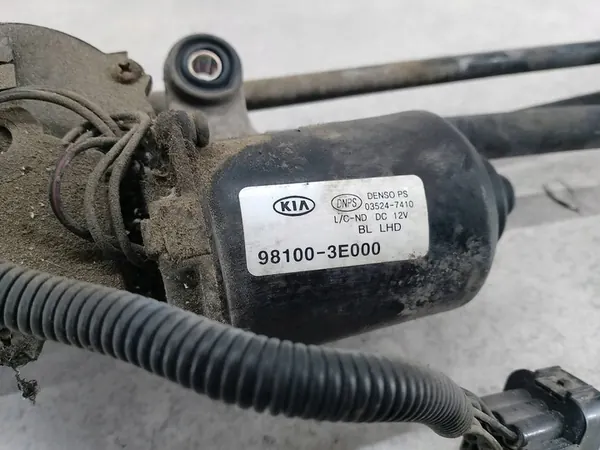 KIA
DNPS
DENSO PS
03524-7410
L/C-ND DC 12V
BL LHD
98100-3E000